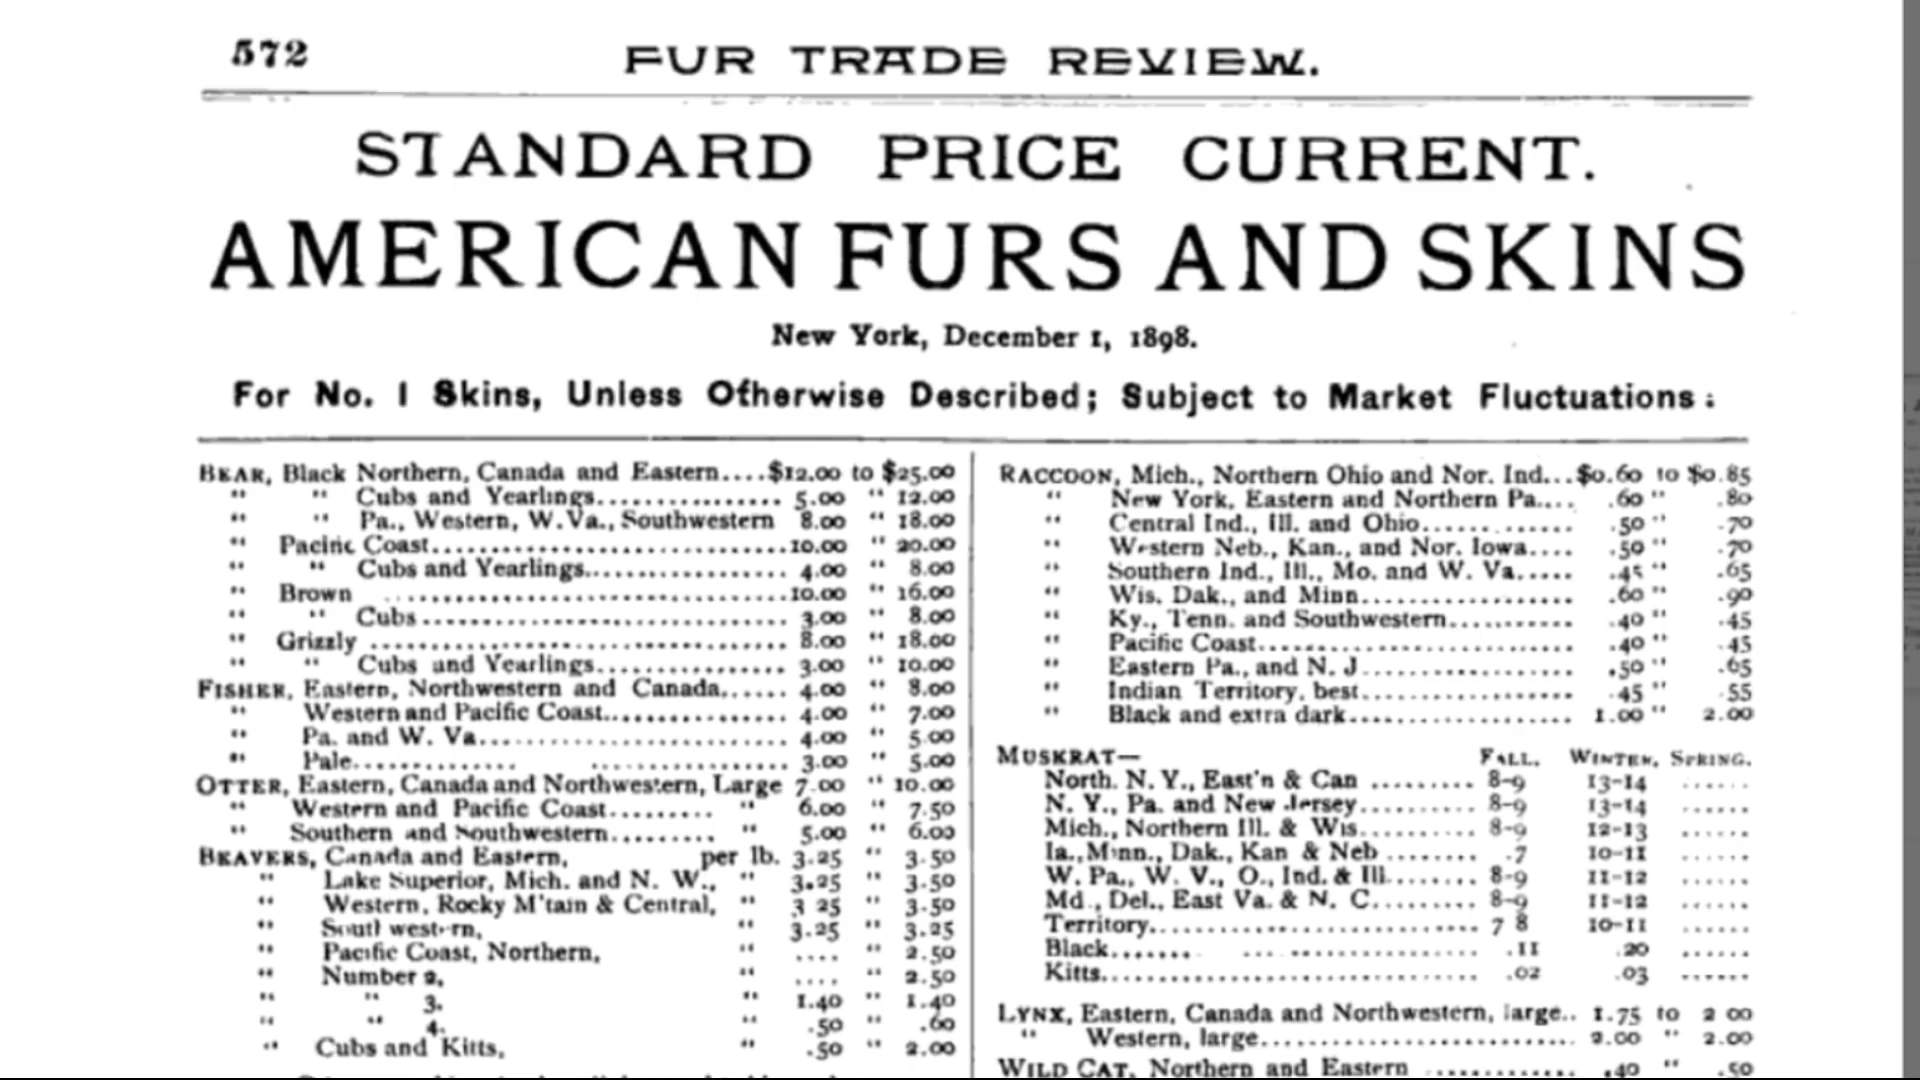 572
FUR TRADE REVIEW.
STANDARD PRICE CURRENT.
AMERICAN FURS AND SKINS
New York, December 1, 1898.
For No. 1 Skins, Unless Otherwise Described; Subject to Market Fluctuations:
BEAR, Black Northern, Canada and Eastern....$12.00 to $25.00
" " Cubs and Yearlings................ 5.00 " 12.00
" " Pa., Western, W.Va., Southwestern 8.00 " 18.00
" Pacific Coast................................10.00 " 20.00
" " Cubs and Yearlings................. 4.00 " 8.00
" Brown ....................................10.00 " 16.00
" " Cubs................................ 3.00 " 8.00
" Grizzly .................................... 8.00 " 18.00
" " Cubs and Yearlings................ 3.00 " 10.00
FISHER, Eastern, Northwestern and Canada...... 4.00 " 8.00
" Western and Pacific Coast............... 4.00 " 7.00
" Pa. and W. Va........................... 4.00 " 5.00
" Pale............. ................. 3.00 " 5.00
OTTER, Eastern, Canada and Northwestern, Large 7.00 " 10.00
" Western and Pacific Coast......... " 6.00 " 7.50
" Southern and Southwestern......... " 5.00 " 6.00
BEAVERS, Canada and Eastern, per lb. 3.25 " 3.50
" Lake Superior, Mich. and N. W., " 3.25 " 3.50
" Western, Rocky M'tain & Central, " 3 25 " 3.50
" Southwestern, " 3.25 " 3.25
" Pacific Coast, Northern, " .... " 2.50
" Number 2, " .... " 2.50
" " 3. " 1.40 " 1.40
" " 4. " .50 " .60
" Cubs and Kitts, " .50 " 2.00
RACCOON, Mich., Northern Ohio and Nor. Ind...$0.60 to $0.85
" New York, Eastern and Northern Pa.... .60 " .80
" Central Ind., Ill. and Ohio............. .50 " .70
" Western Neb., Kan., and Nor. Iowa.... .50 " .70
" Southern Ind., Ill., Mo. and W. Va..... .45 " .65
" Wis. Dak., and Minn.................... .60 " .90
" Ky., Tenn. and Southwestern........... .40 " .45
" Pacific Coast............................ .40 " .45
" Eastern Pa., and N. J.................... .50 " .65
" Indian Territory, best.................... .45 " .55
" Black and extra dark.................... 1.00 " 2.00
MUSKRAT— FALL. WINTER. SPRING.
North. N. Y., East'n & Can .......... 8-9 13-14 ......
N. Y., Pa. and New Jersey........... 8-9 13-14 ......
Mich., Northern Ill. & Wis.......... 8-9 12-13 ......
Ia., Minn., Dak., Kan & Neb ........ .7 10-11 ......
W. Pa., W. V., O., Ind. & Ill........ 8-9 11-12 ......
Md., Del., East Va. & N. C......... 8-9 11-12 ......
Territory............................ 7 8 10-11 ......
Black....... .................... .11 .20 ......
Kitts................................ .02 .03 ......
LYNX, Eastern, Canada and Northwestern, large.. 1.75 to 2 00
" Western, large........................... 2.00 " 2.00
WILD CAT, Northern and Eastern ............. .40 " .50